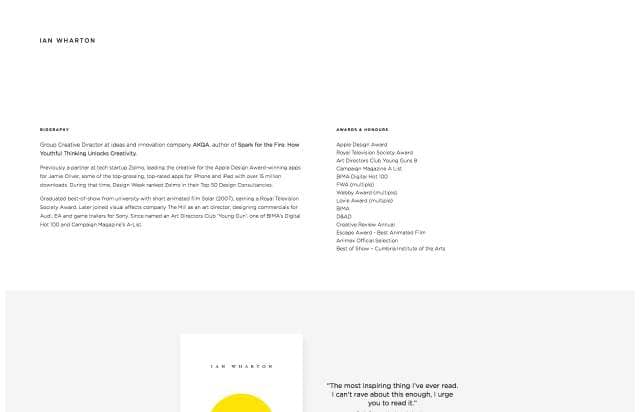 IAN WHARTON
BIOGRAPHY
Group Creative Director at ideas and innovation company AKQA, author of Spark for the Fire: How
Youthful Thinking Unlocks Creativity.
Previously a partner at tech startup Zolmo, leading the creative for the Apple Design Award-winning apps
for Jamie Oliver, some of the top-grossing, top-rated apps for iPhone and iPad with over 15 million
downloads. During that time, Design Week ranked Zolmo in their Top 50 Design Consultancies.
Graduated best-of-show from university with short animated film Solar (2007), earning a Royal Television
Society Award. Later joined visual effects company The Mill as an art director, designing commercials for
Audi, EA and game trailers for Sony. Since named an Art Directors Club 'Young Gun', one of BIMA's Digital
Hot 100 and Campaign Magazine's A-List.
AWARDS & HONOURS
Apple Design Award
Royal Television Society Award
Art Directors Club Young Guns 8
Campaign Magazine A List
BIMA Digital Hot 100
FWA (multiple)
Webby Award (multiple)
Lovie Award (multiple)
BIMA
D&AD
Creative Review Annual
Escape Award - Best Animated Film
Animex Official Selection
Best of Show – Cumbria Institute of the Arts
IAN WHARTON
"The most inspiring thing I've ever read.
I can't rave about this enough, I urge
you to read it."